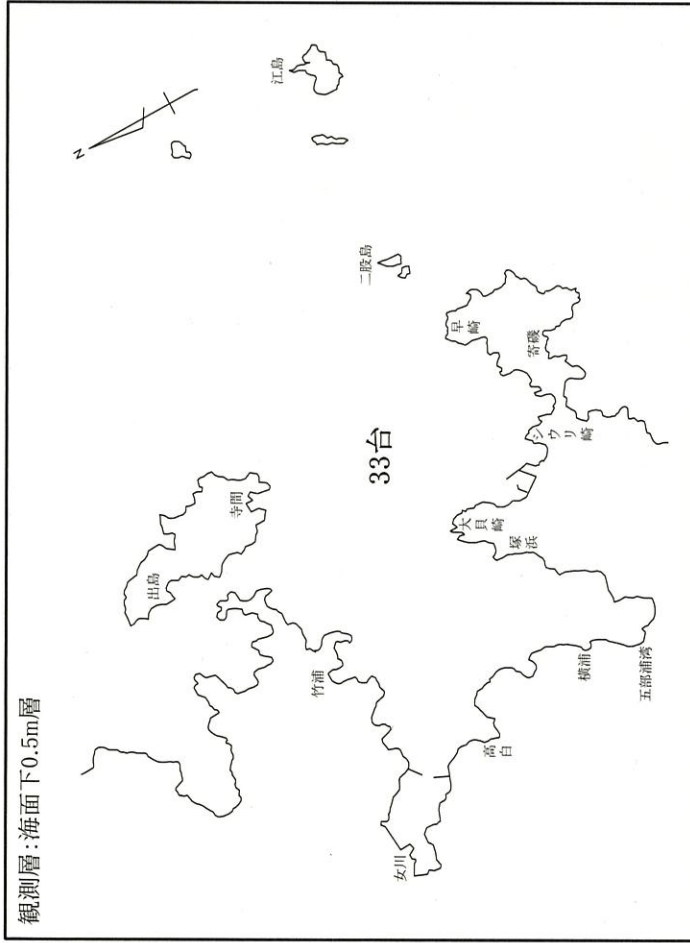 観測層:海面下0.5m層
N
江島
出島
寺間
二股島
竹浦
33台
早崎
女川
大貝崎
塚浜
寄磯
シウリ崎
高白
横浦
五部浦湾